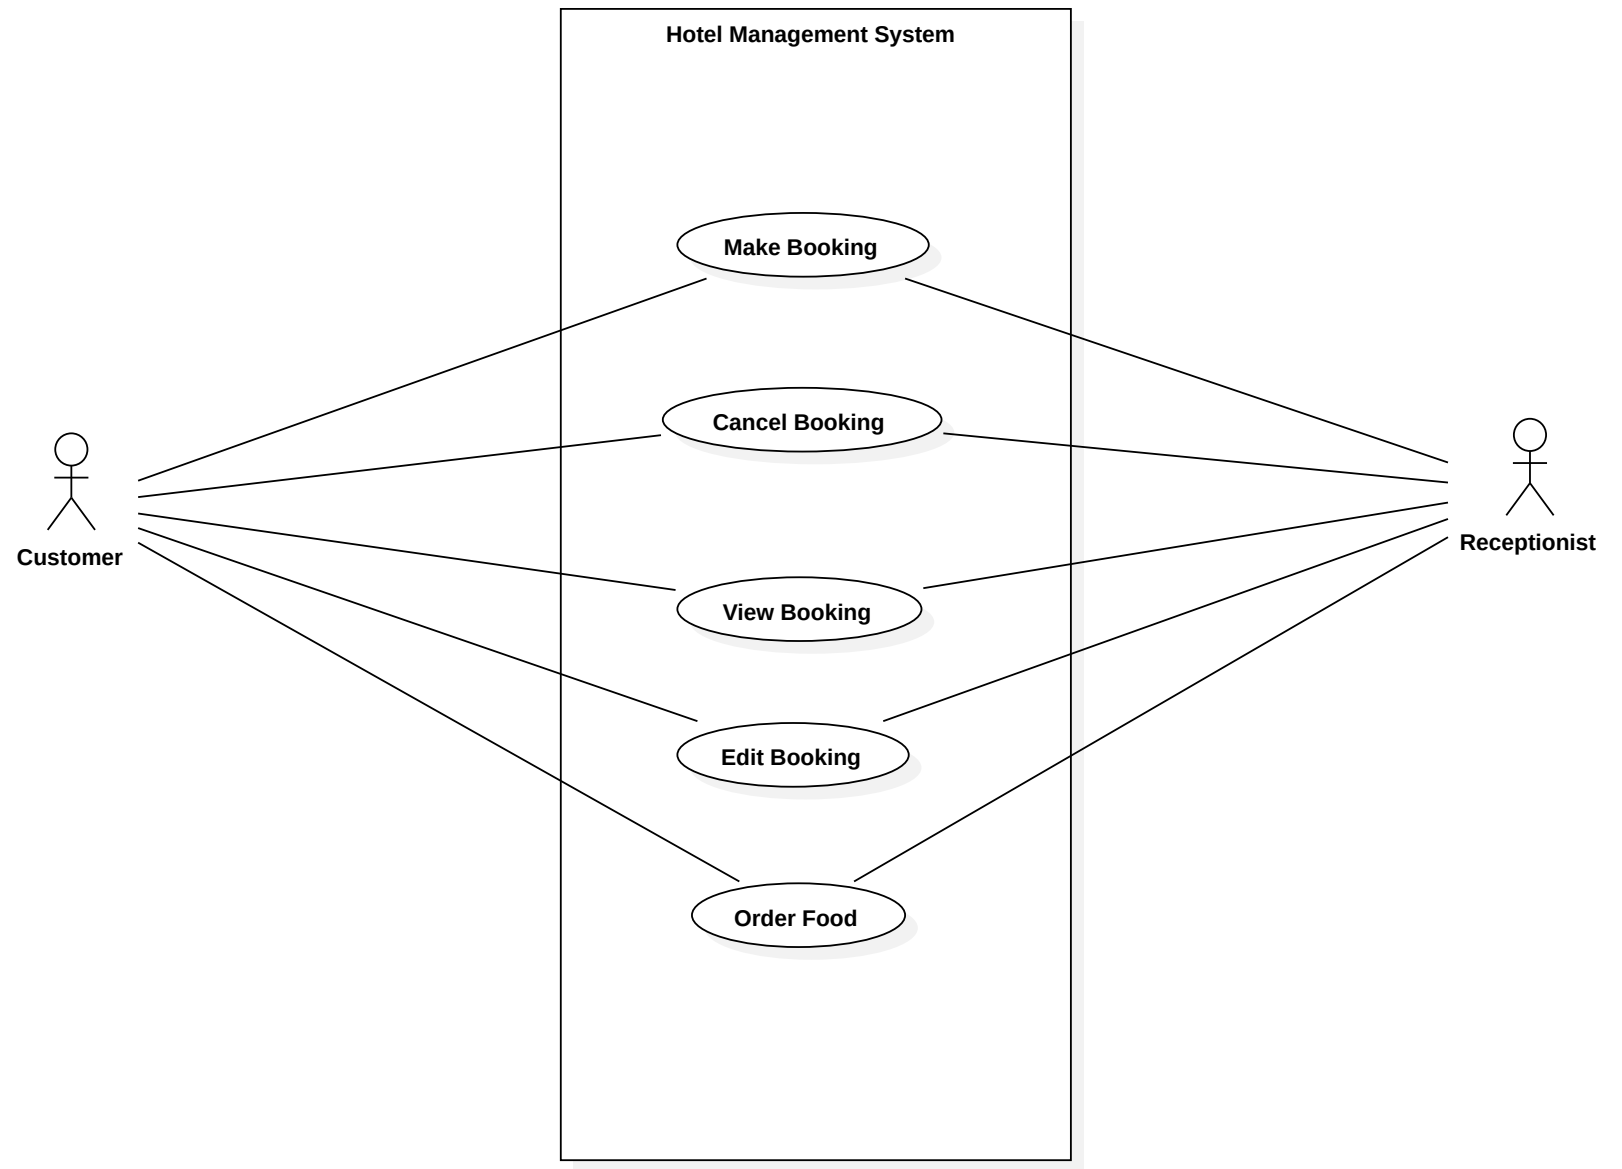 Hotel Management System
Make Booking
Cancel Booking
Customer
Receptionist
View Booking
Edit Booking
Order Food